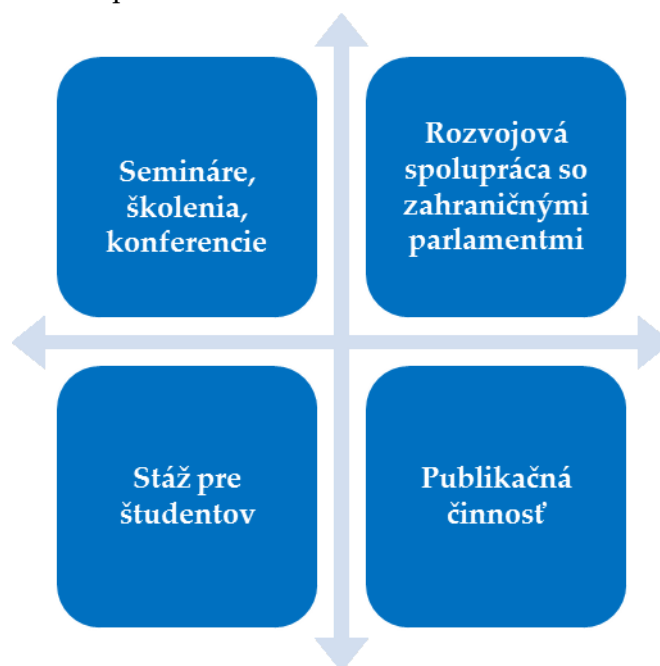 Semináre,
školenia,
konferencie
Rozvojová
spolupráca so
zahraničnými
parlamentmi
Stáž pre
študentov
Publikačná
činnosť